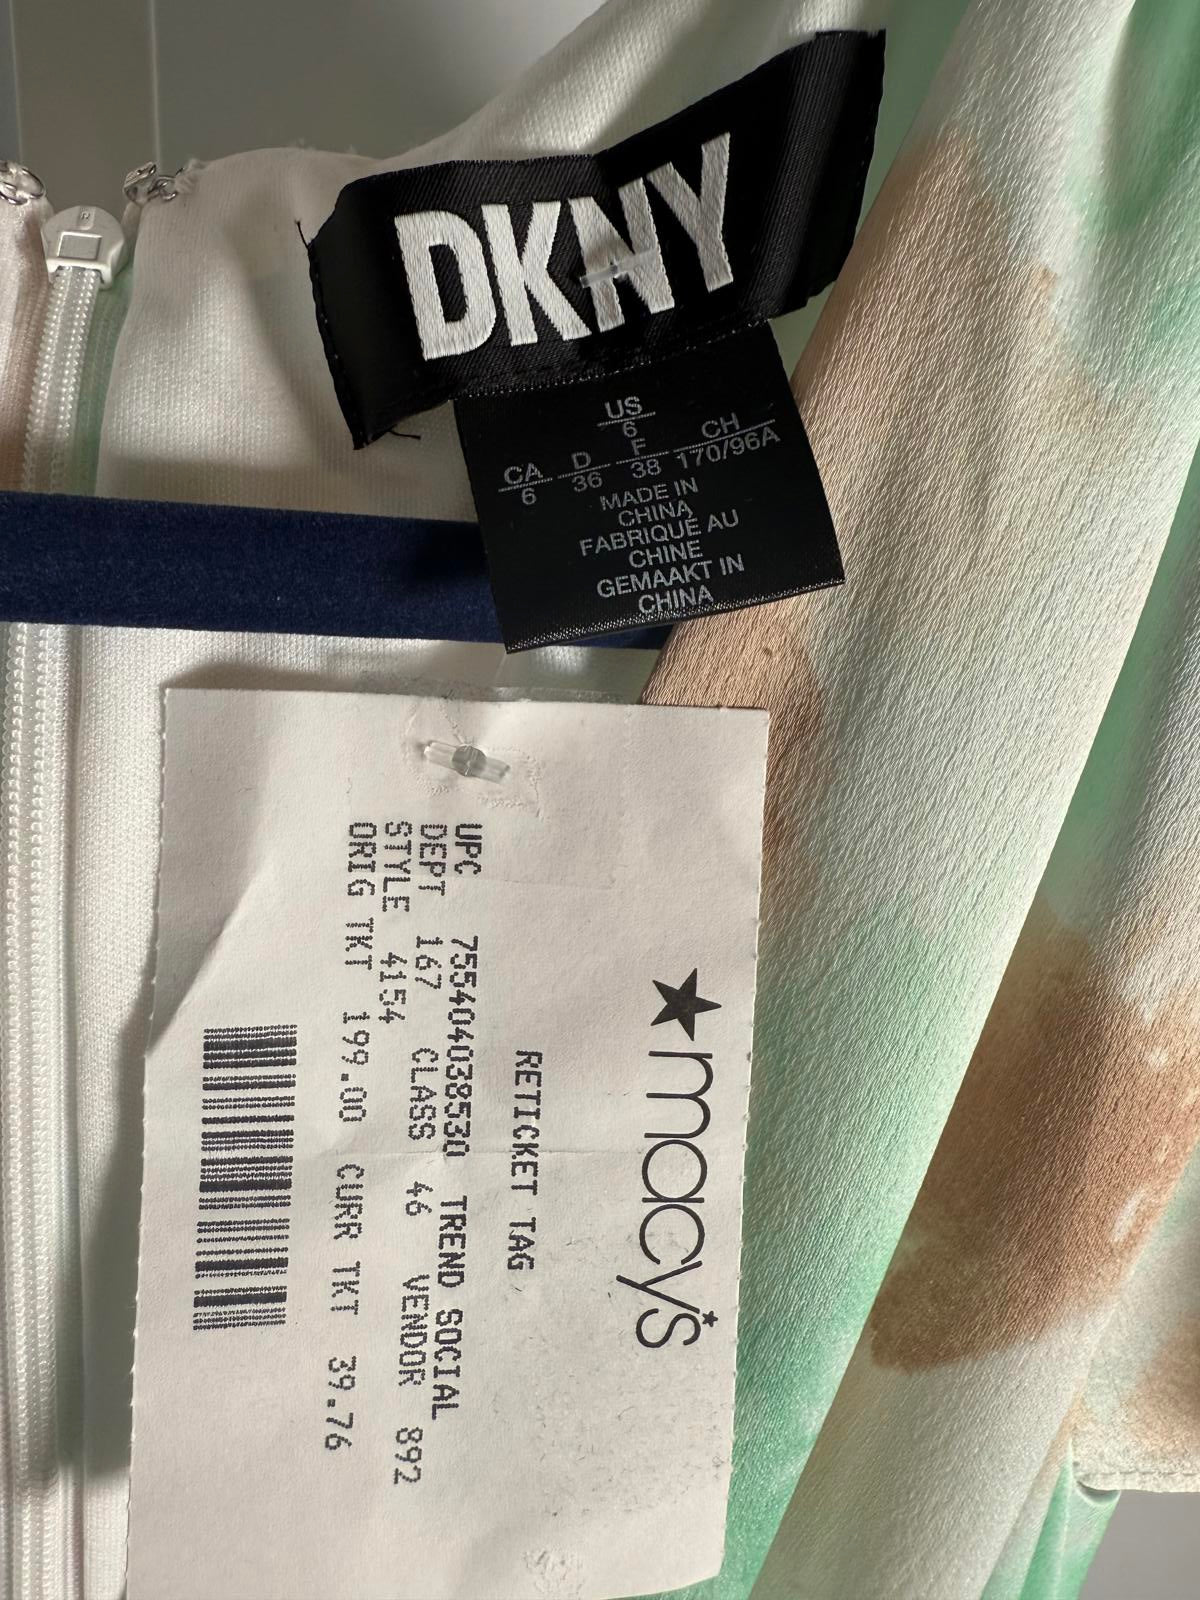 DKNY
US
6
CA D F CH
6 36 38 170/96A
MADE IN
CHINA
FABRIQUÉ AU
CHINE
GEMAAKT IN
CHINA
macy's
RETICKET TAG
UPC 755404038530 TREND SOCIAL
DEPT 167 CLASS 46 VENDOR 892
STYLE 4154
ORIG TKT 199.00 CURR TKT 39.76